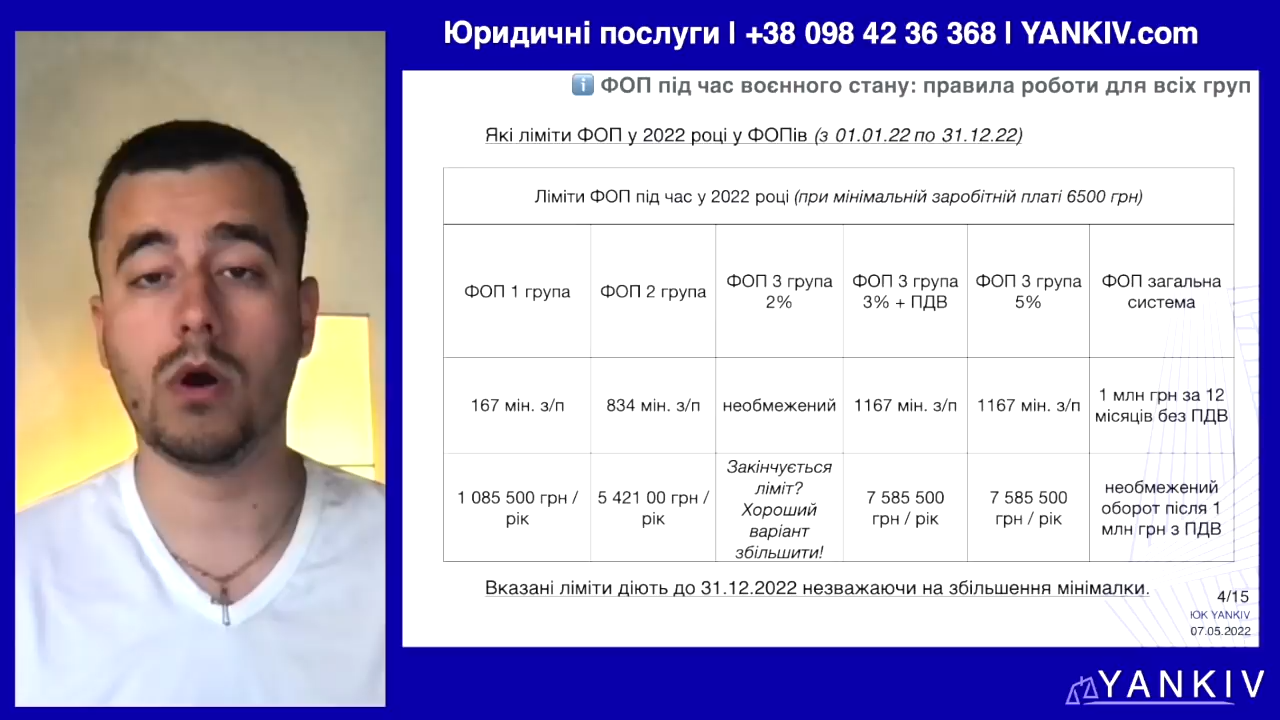 Юридичні послуги | +38 098 42 36 368 | YANKIV.com
ℹ️ ФОП під час воєнного стану: правила роботи для всіх груп
Які ліміти ФОП у 2022 році у ФОПів (з 01.01.22 по 31.12.22)
Ліміти ФОП під час у 2022 році (при мінімальній заробітній платі 6500 грн)
ФОП 1 група
ФОП 2 група
ФОП 3 група
2%
ФОП 3 група
3% + ПДВ
ФОП 3 група
5%
ФОП загальна
система
167 мін. з/п
834 мін. з/п
необмежений
1167 мін. з/п
1167 мін. з/п
1 млн грн за 12
місяців без ПДВ
1 085 500 грн /
рік
5 421 00 грн /
рік
Закінчується
ліміт?
Хороший
варіант
збільшити!
7 585 500
грн / рік
7 585 500
грн / рік
необмежений
оборот після 1
млн грн з ПДВ
Вказані ліміти діють до 31.12.2022 незважаючи на збільшення мінімалки.
4/15
ЮК YANKIV
07.05.2022
YANKIV